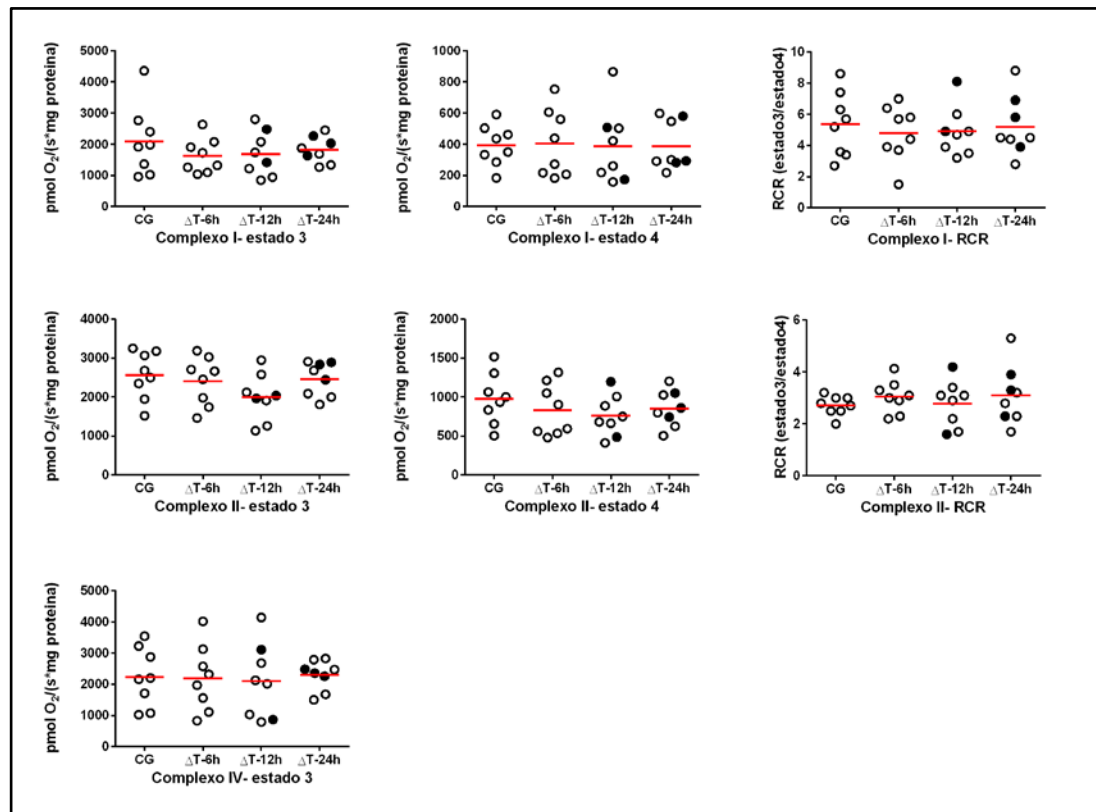 pmol O₂/(s*mg proteina)
5000
4000
3000
2000
1000
0
CG ΔT-6h ΔT-12h ΔT-24h
Complexo I- estado 3
pmol O₂/(s*mg proteina)
1000
800
600
400
200
0
CG ΔT-6h ΔT-12h ΔT-24h
Complexo I- estado 4
RCR (estado3/estado4)
10
8
6
4
2
0
CG ΔT-6h ΔT-12h ΔT-24h
Complexo I- RCR
pmol O₂/(s*mg proteina)
4000
3000
2000
1000
0
CG ΔT-6h ΔT-12h ΔT-24h
Complexo II- estado 3
pmol O₂/(s*mg proteina)
2000
1500
1000
500
0
CG ΔT-6h ΔT-12h ΔT-24h
Complexo II- estado 4
RCR (estado3/estado4)
6
4
2
0
CG ΔT-6h ΔT-12h ΔT-24h
Complexo II- RCR
pmol O₂/(s*mg proteina)
5000
4000
3000
2000
1000
0
CG ΔT-6h ΔT-12h ΔT-24h
Complexo IV- estado 3